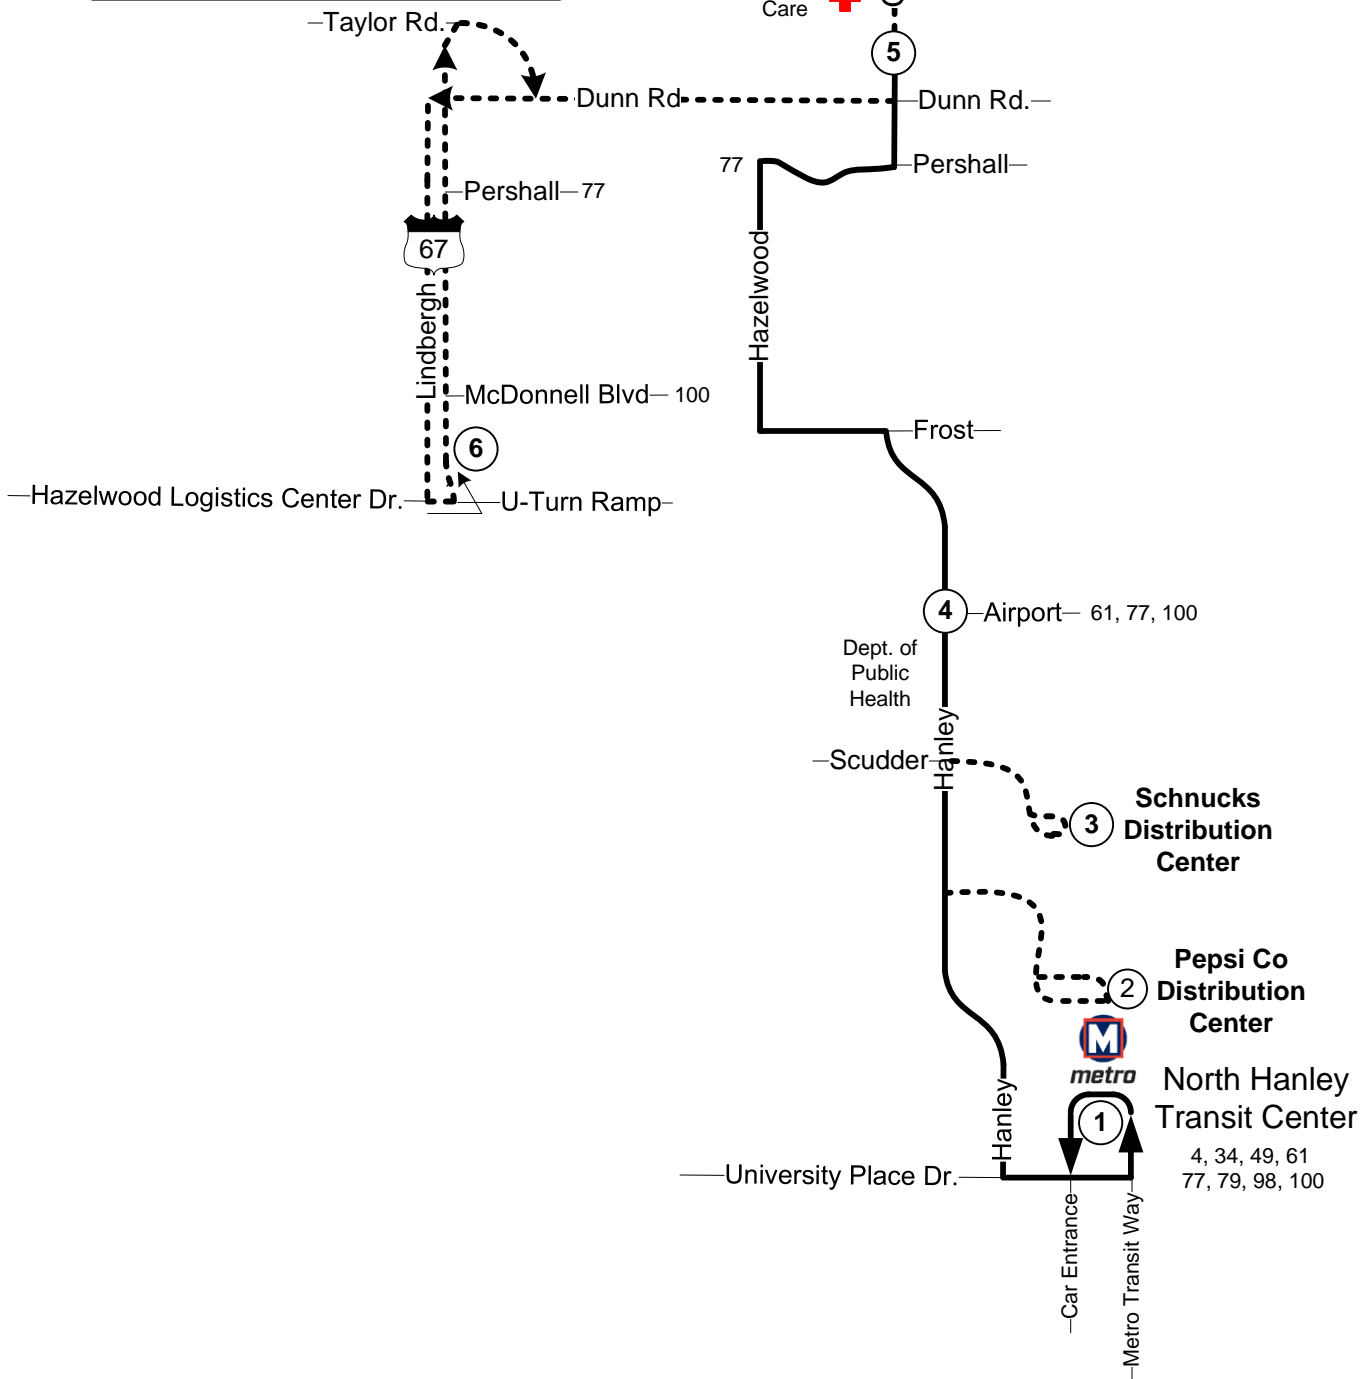 Care
Taylor Rd.
5
Dunn Rd
Dunn Rd.
77
Pershall
Pershall
77
67
Hazelwood
Lindbergh
McDonnell Blvd
100
Frost
6
Hazelwood Logistics Center Dr.
U-Turn Ramp
4
Airport
61, 77, 100
Dept. of
Public
Health
Hanley
Scudder
3
Schnucks
Distribution
Center
2
Pepsi Co
Distribution
Center
M
metro
North Hanley
Transit Center
1
4, 34, 49, 61
77, 79, 98, 100
Hanley
University Place Dr.
Car Entrance
Metro Transit Way